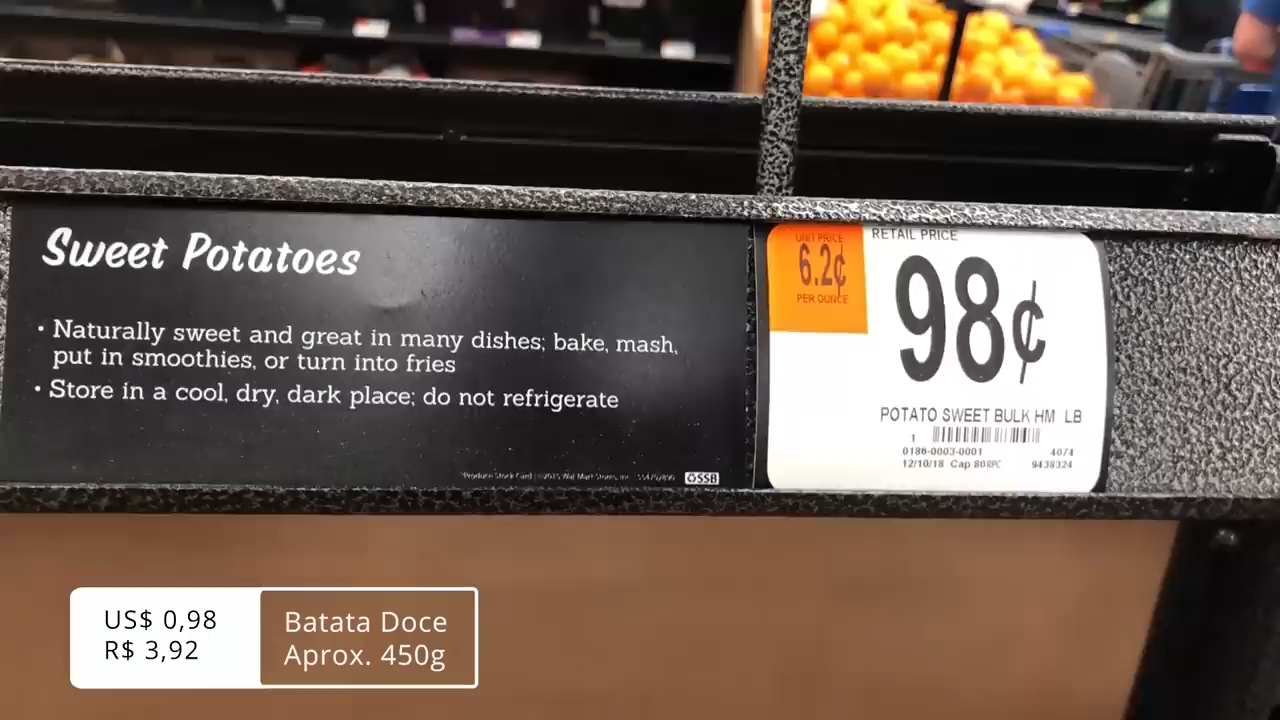 Sweet Potatoes
• Naturally sweet and great in many dishes; bake, mash,
put in smoothies, or turn into fries
• Store in a cool, dry, dark place; do not refrigerate
SSB
UNIT PRICE
6.2¢
PER OUNCE
RETAIL PRICE
98¢
POTATO SWEET BULK HM LB
1
0186-0003-0001 4074
12/10/18 Cap 80RPC 9438324
US$ 0,98
R$ 3,92
Batata Doce
Aprox. 450g